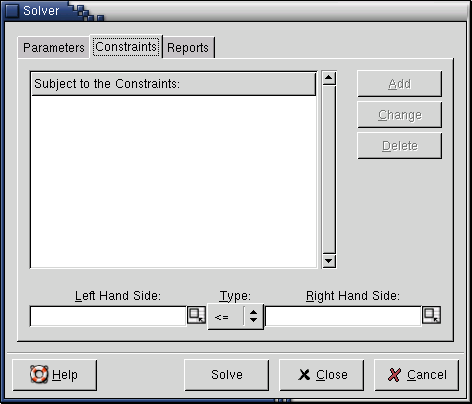 Solver
Parameters Constraints Reports
Subject to the Constraints:
Add
Change
Delete
Left Hand Side: Type: Right Hand Side:
<=
Help Solve Close Cancel